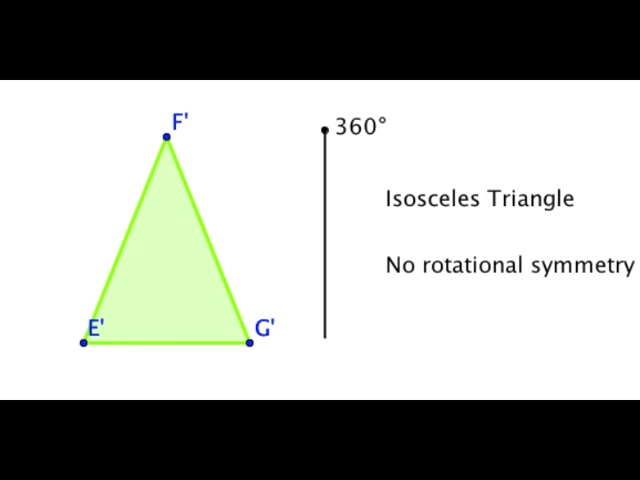 F'
360°
Isosceles Triangle
No rotational symmetry
E'
G'